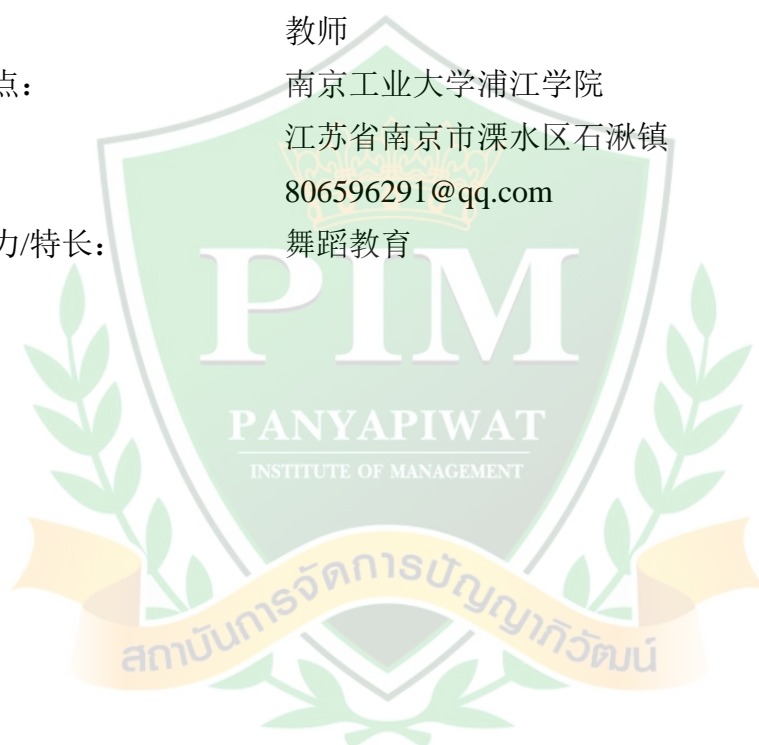 教师
点： 南京工业大学浦江学院
江苏省南京市溧水区石湫镇
806596291@qq.com
力/特长： 舞蹈教育
PIM
PANYAPIWAT
INSTITUTE OF MANAGEMENT
สถาบันการจัดการปัญญาภิวัฒน์